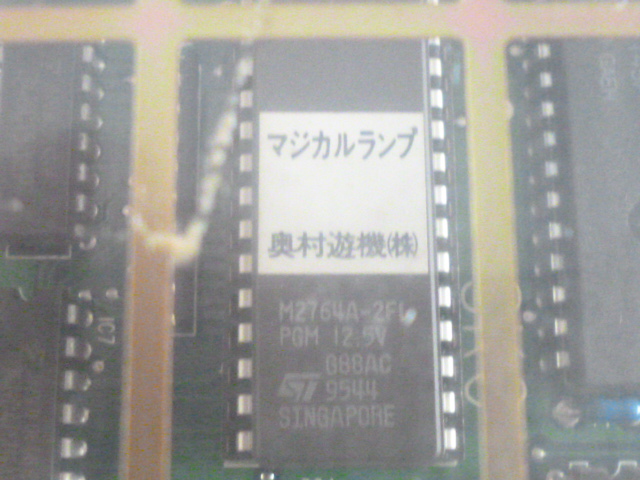 マジカルランプ
奥村遊機㈱
M2764A-2F1
PGM 12.5V
G88AC
ST 9544
SINGAPORE
IC7